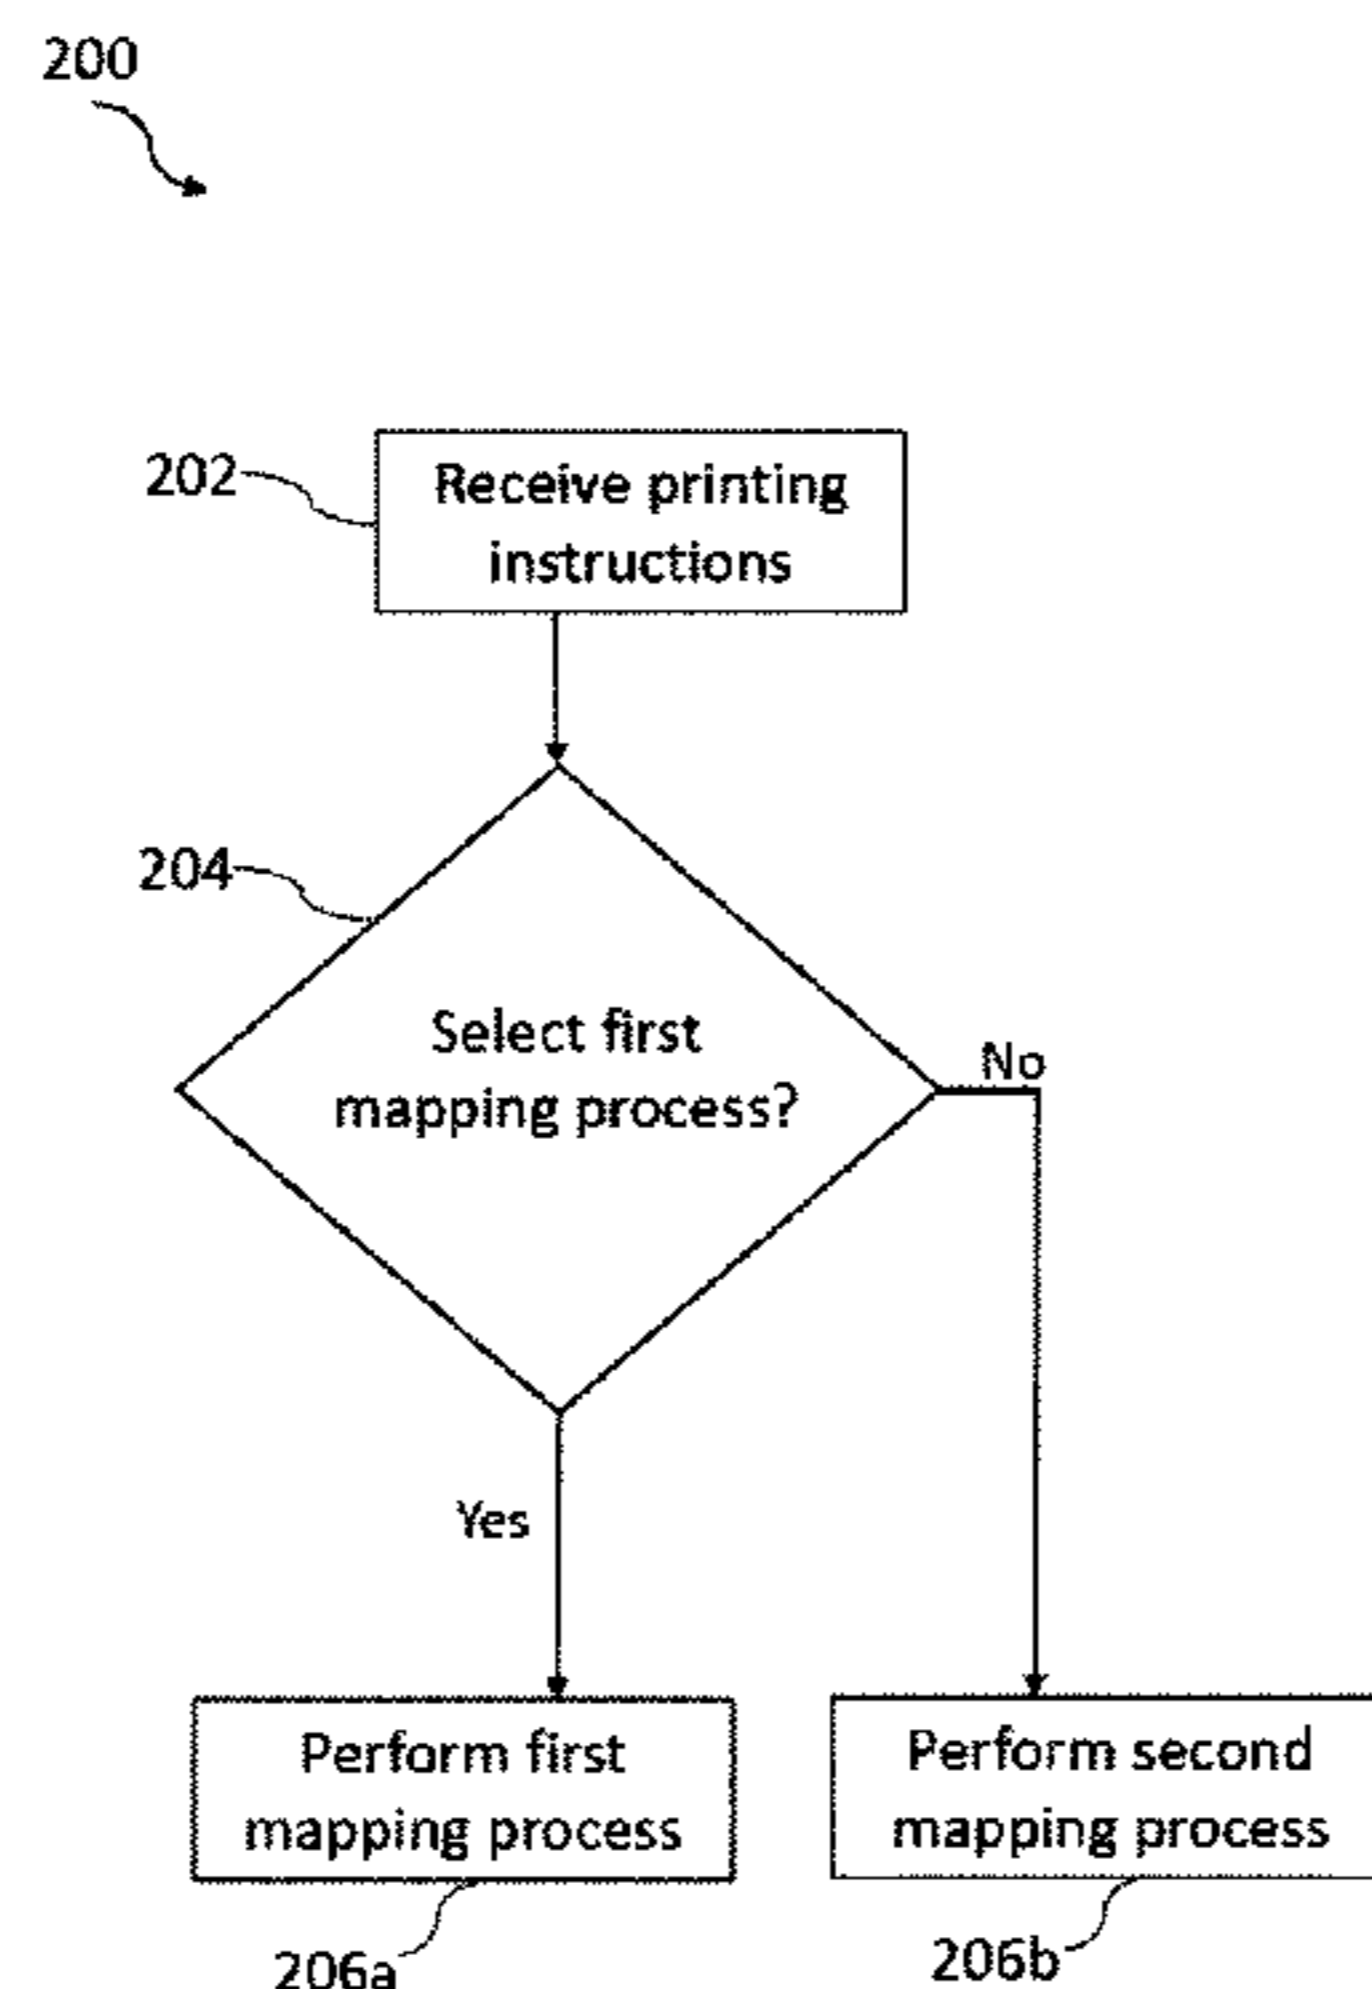 200
202
Receive printing
instructions
204
Select first
mapping process?
No
Yes
Perform first
mapping process
Perform second
mapping process
206a
206b